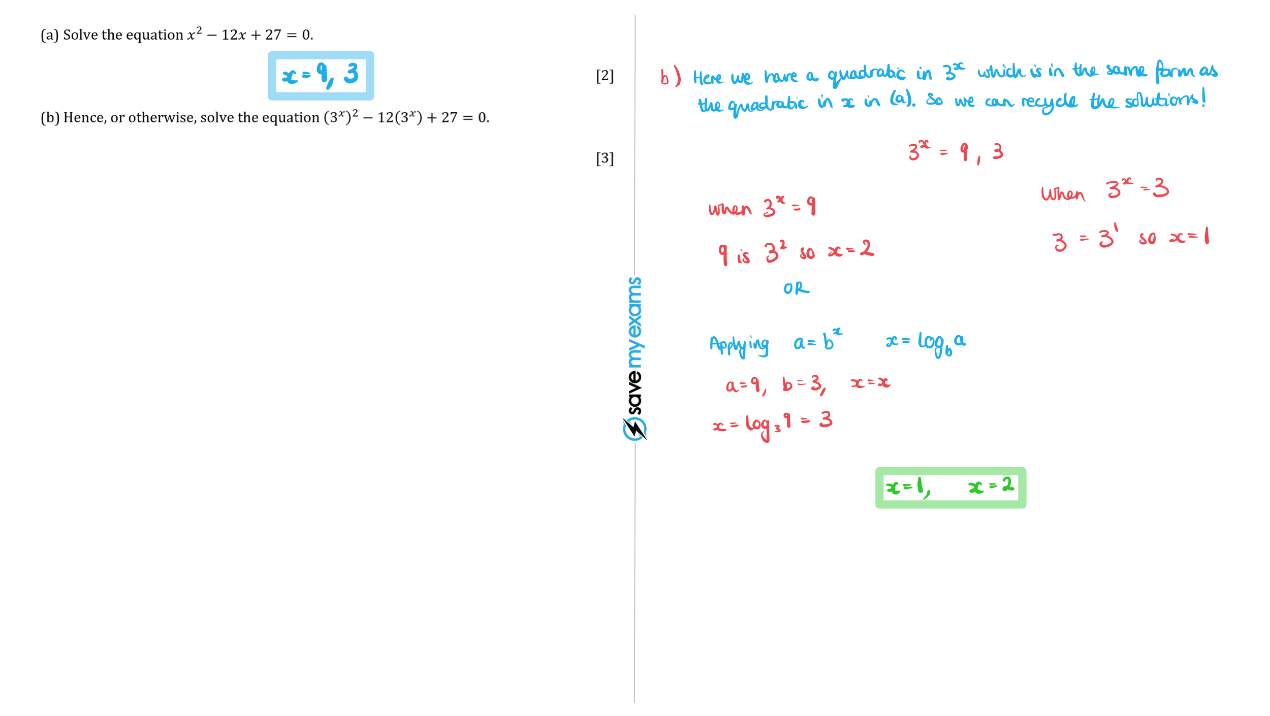 (a) Solve the equation x² − 12x + 27 = 0.
x = 9, 3
[2]
(b) Hence, or otherwise, solve the equation (3ˣ)² − 12(3ˣ) + 27 = 0.
[3]
save my exams
b) Here we have a quadratic in 3ˣ which is in the same form as
the quadratic in x in (a). So we can recycle the solutions!
3ˣ = 9, 3
when 3ˣ = 9
9 is 3² so x = 2
OR
Applying a = bˣ x = log_b a
a = 9, b = 3, x = x
x = log₃ 9 = 3
When 3ˣ = 3
3 = 3¹ so x = 1
x = 1, x = 2